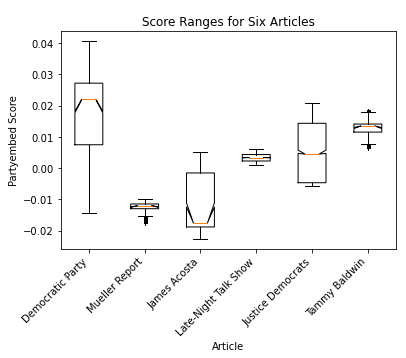 Score Ranges for Six Articles
Partyembed Score
0.04
0.03
0.02
0.01
0.00
−0.01
−0.02
Democratic Party
Mueller Report
James Acosta
Late-Night Talk Show
Justice Democrats
Tammy Baldwin
Article